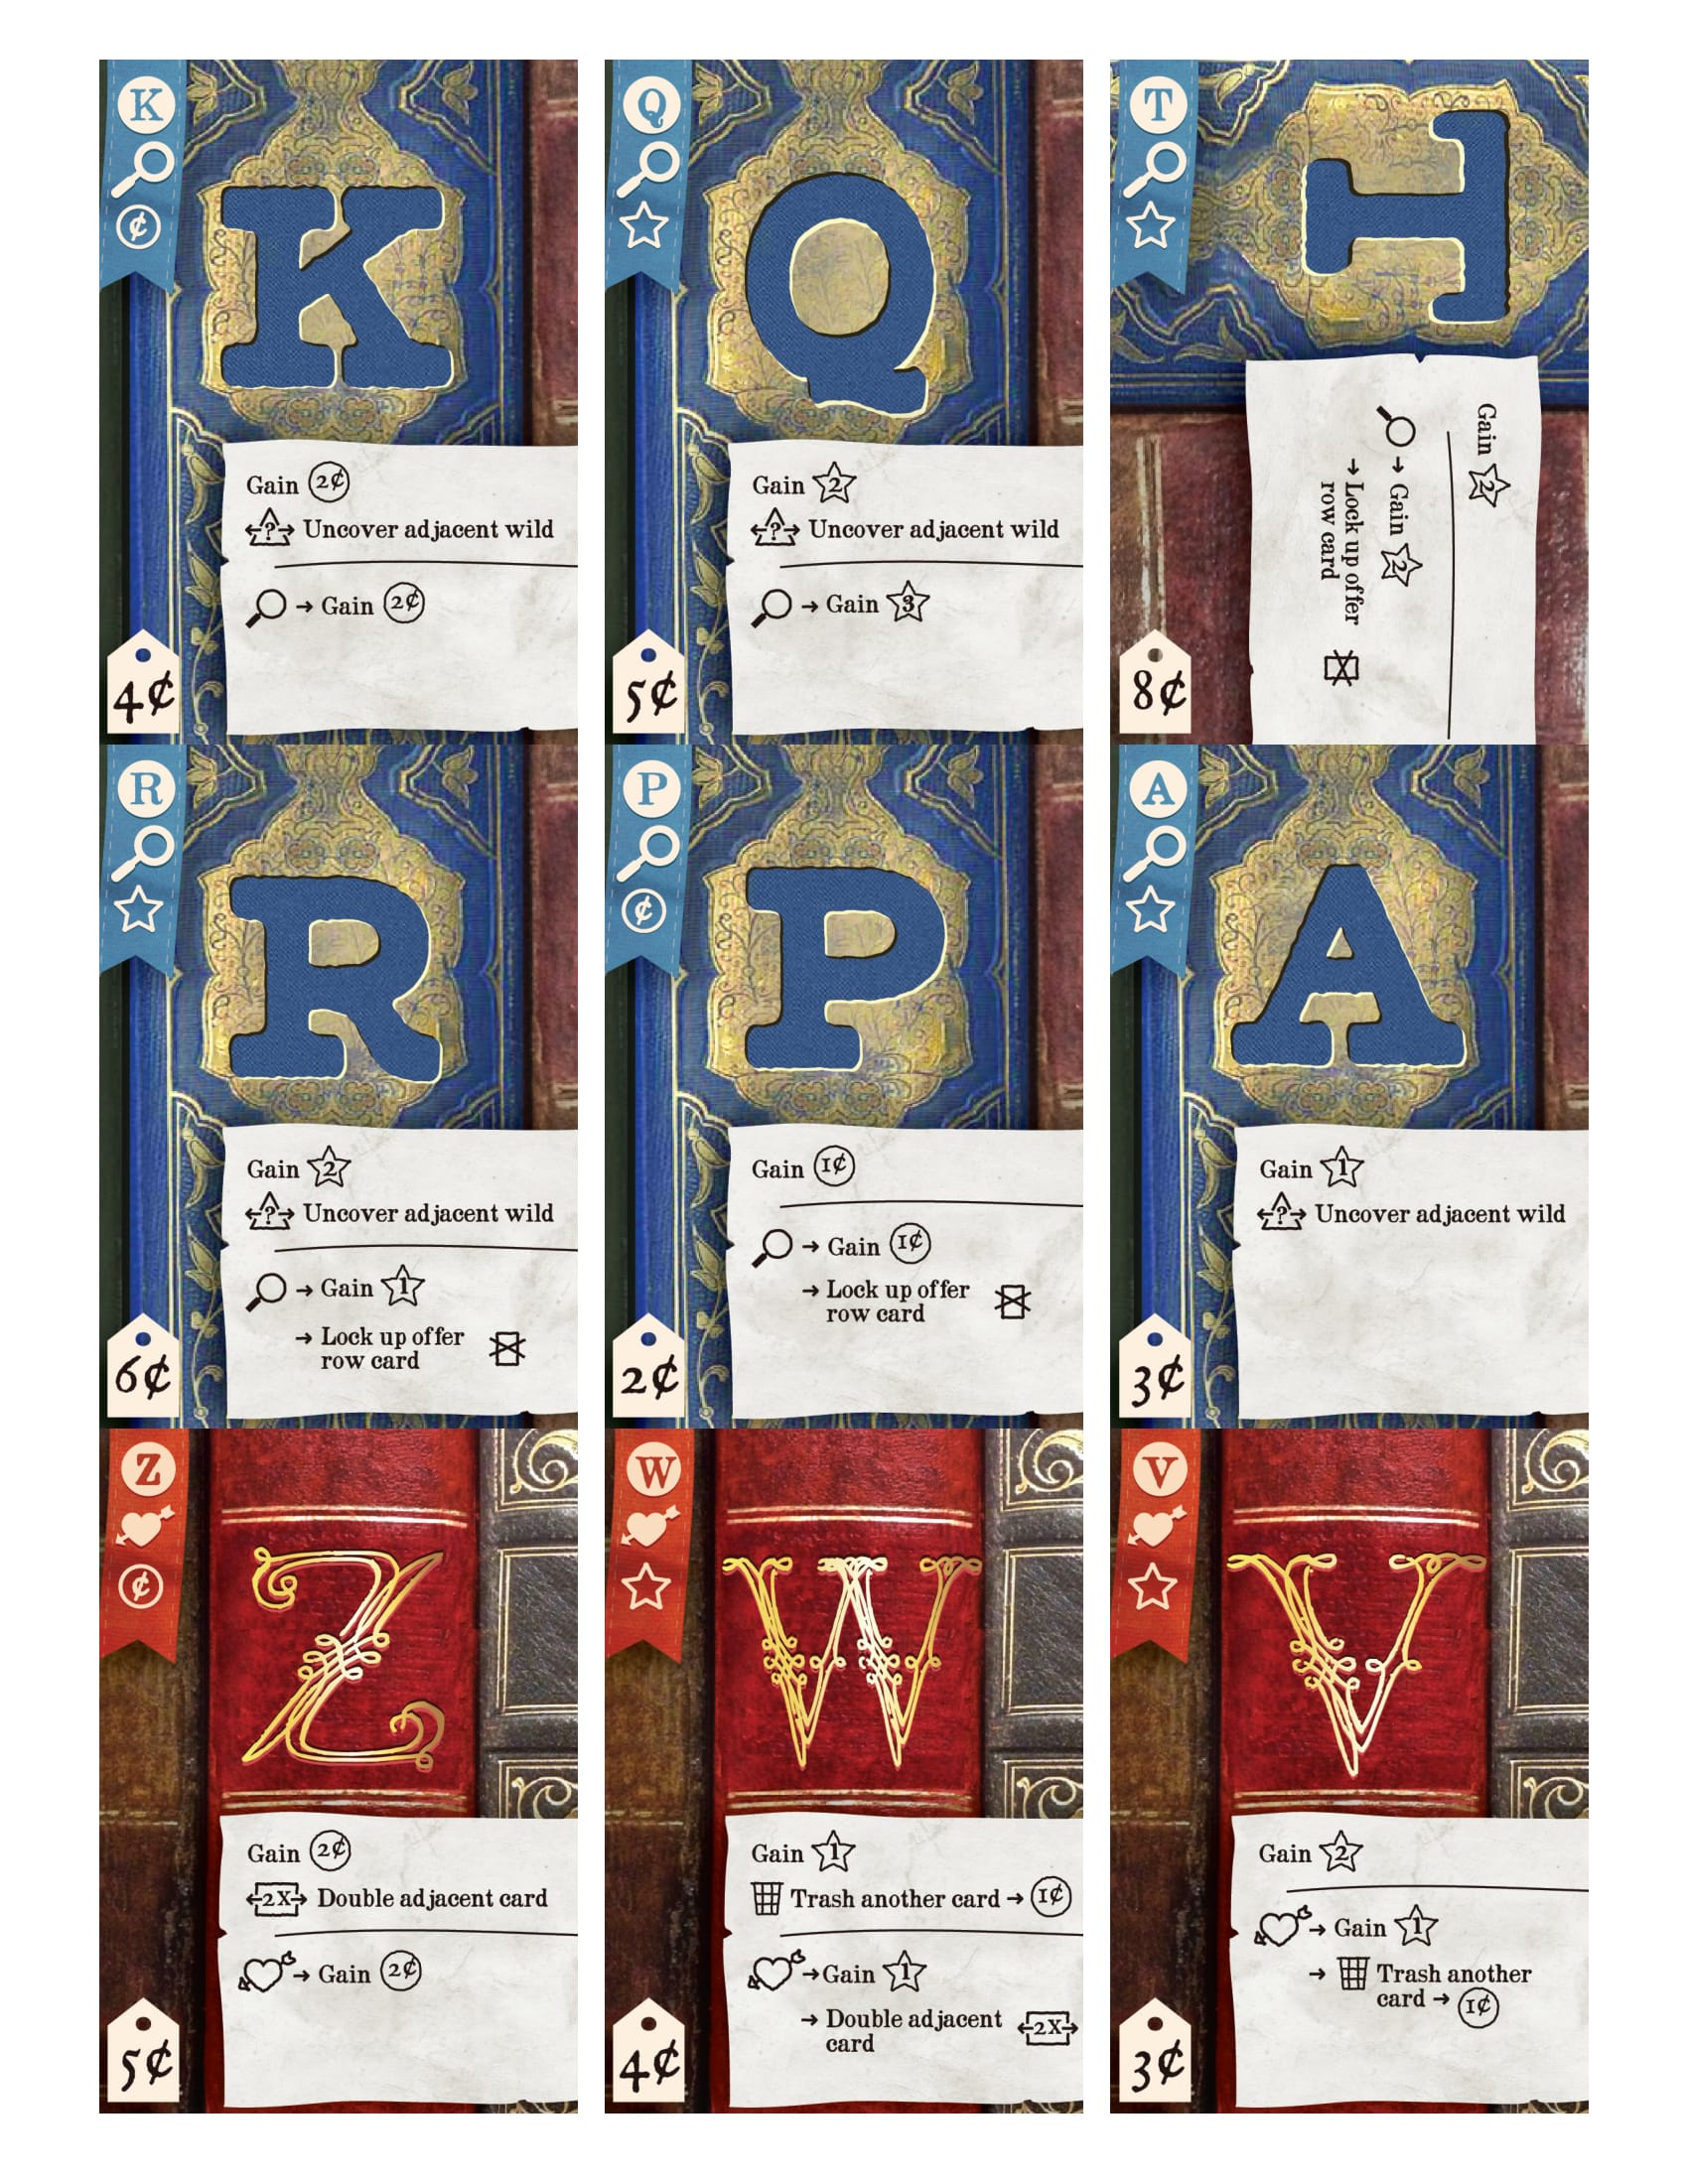 K
K
Gain 2¢
? Uncover adjacent wild
→ Gain 2¢
4¢
Q
Q
Gain 2
? Uncover adjacent wild
→ Gain 3
5¢
T
T
Gain 2
→ Gain 2
→ Lock up offer
row card
8¢
R
R
Gain 2
? Uncover adjacent wild
→ Gain 1
→ Lock up offer
row card
6¢
P
¢
P
Gain 1¢
→ Gain 1¢
→ Lock up offer
row card
2¢
A
A
Gain 1
? Uncover adjacent wild
3¢
Z
¢
Z
Gain 2¢
2X Double adjacent card
→ Gain 2¢
5¢
W
W
Gain 1
Trash another card → 1¢
→ Gain 1
→ Double adjacent 2X
card
4¢
V
V
Gain 2
→ Gain 1
→ Trash another
card → 1¢
3¢